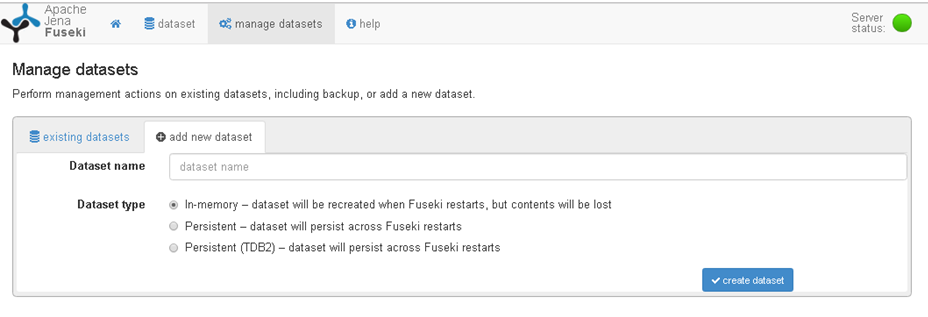 Apache
Jena
Fuseki
dataset
manage datasets
help
Server
status:
Manage datasets
Perform management actions on existing datasets, including backup, or add a new dataset.
existing datasets
add new dataset
Dataset name
dataset name
Dataset type
In-memory – dataset will be recreated when Fuseki restarts, but contents will be lost
Persistent – dataset will persist across Fuseki restarts
Persistent (TDB2) – dataset will persist across Fuseki restarts
create dataset